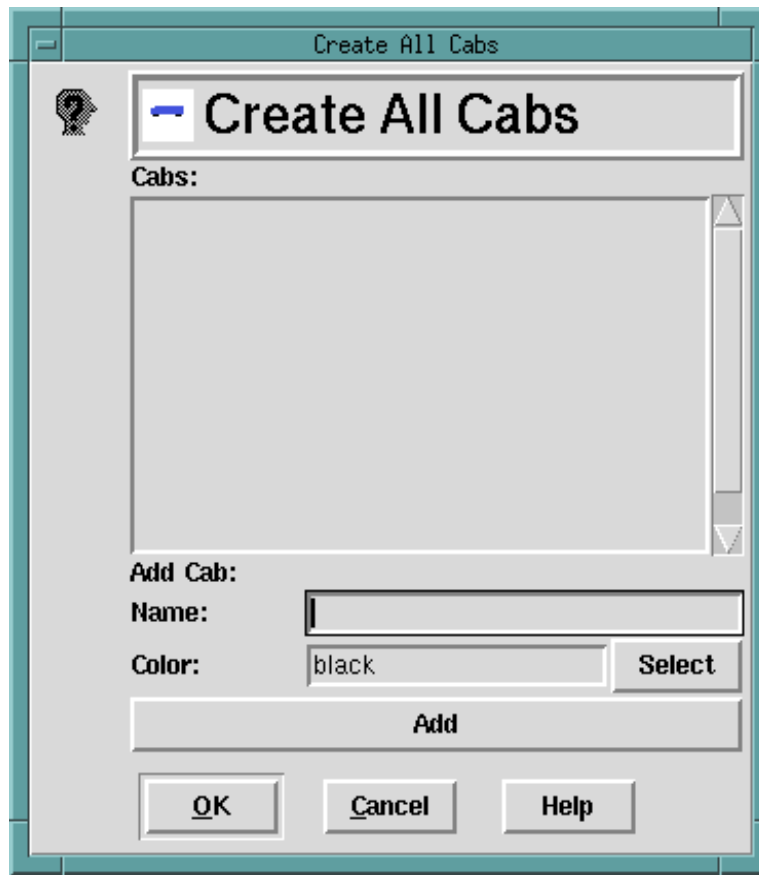 Create All Cabs
Create All Cabs
Cabs:
Add Cab:
Name:
Color: black Select
Add
OK Cancel Help